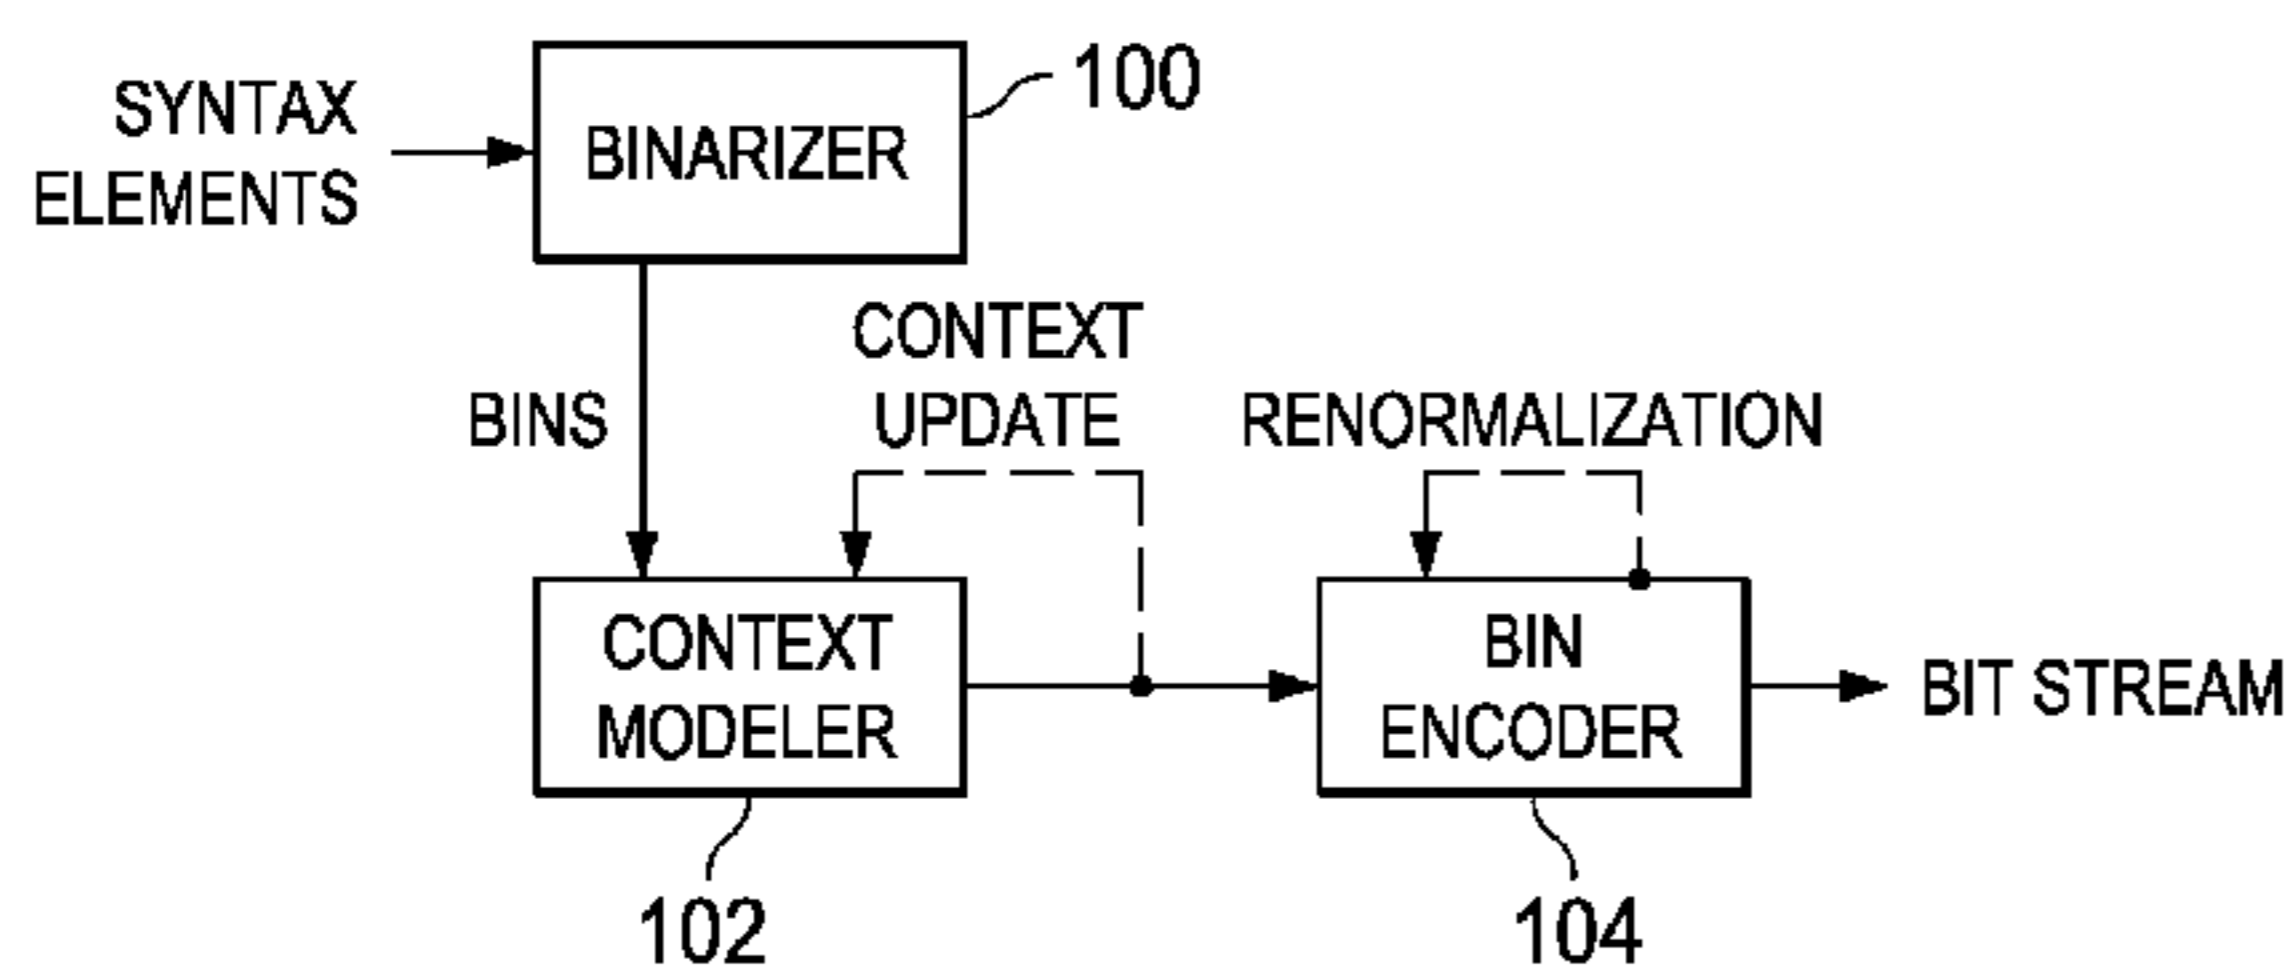 SYNTAX
ELEMENTS
BINARIZER
100
BINS
CONTEXT
UPDATE
RENORMALIZATION
CONTEXT
MODELER
BIN
ENCODER
BIT STREAM
102
104